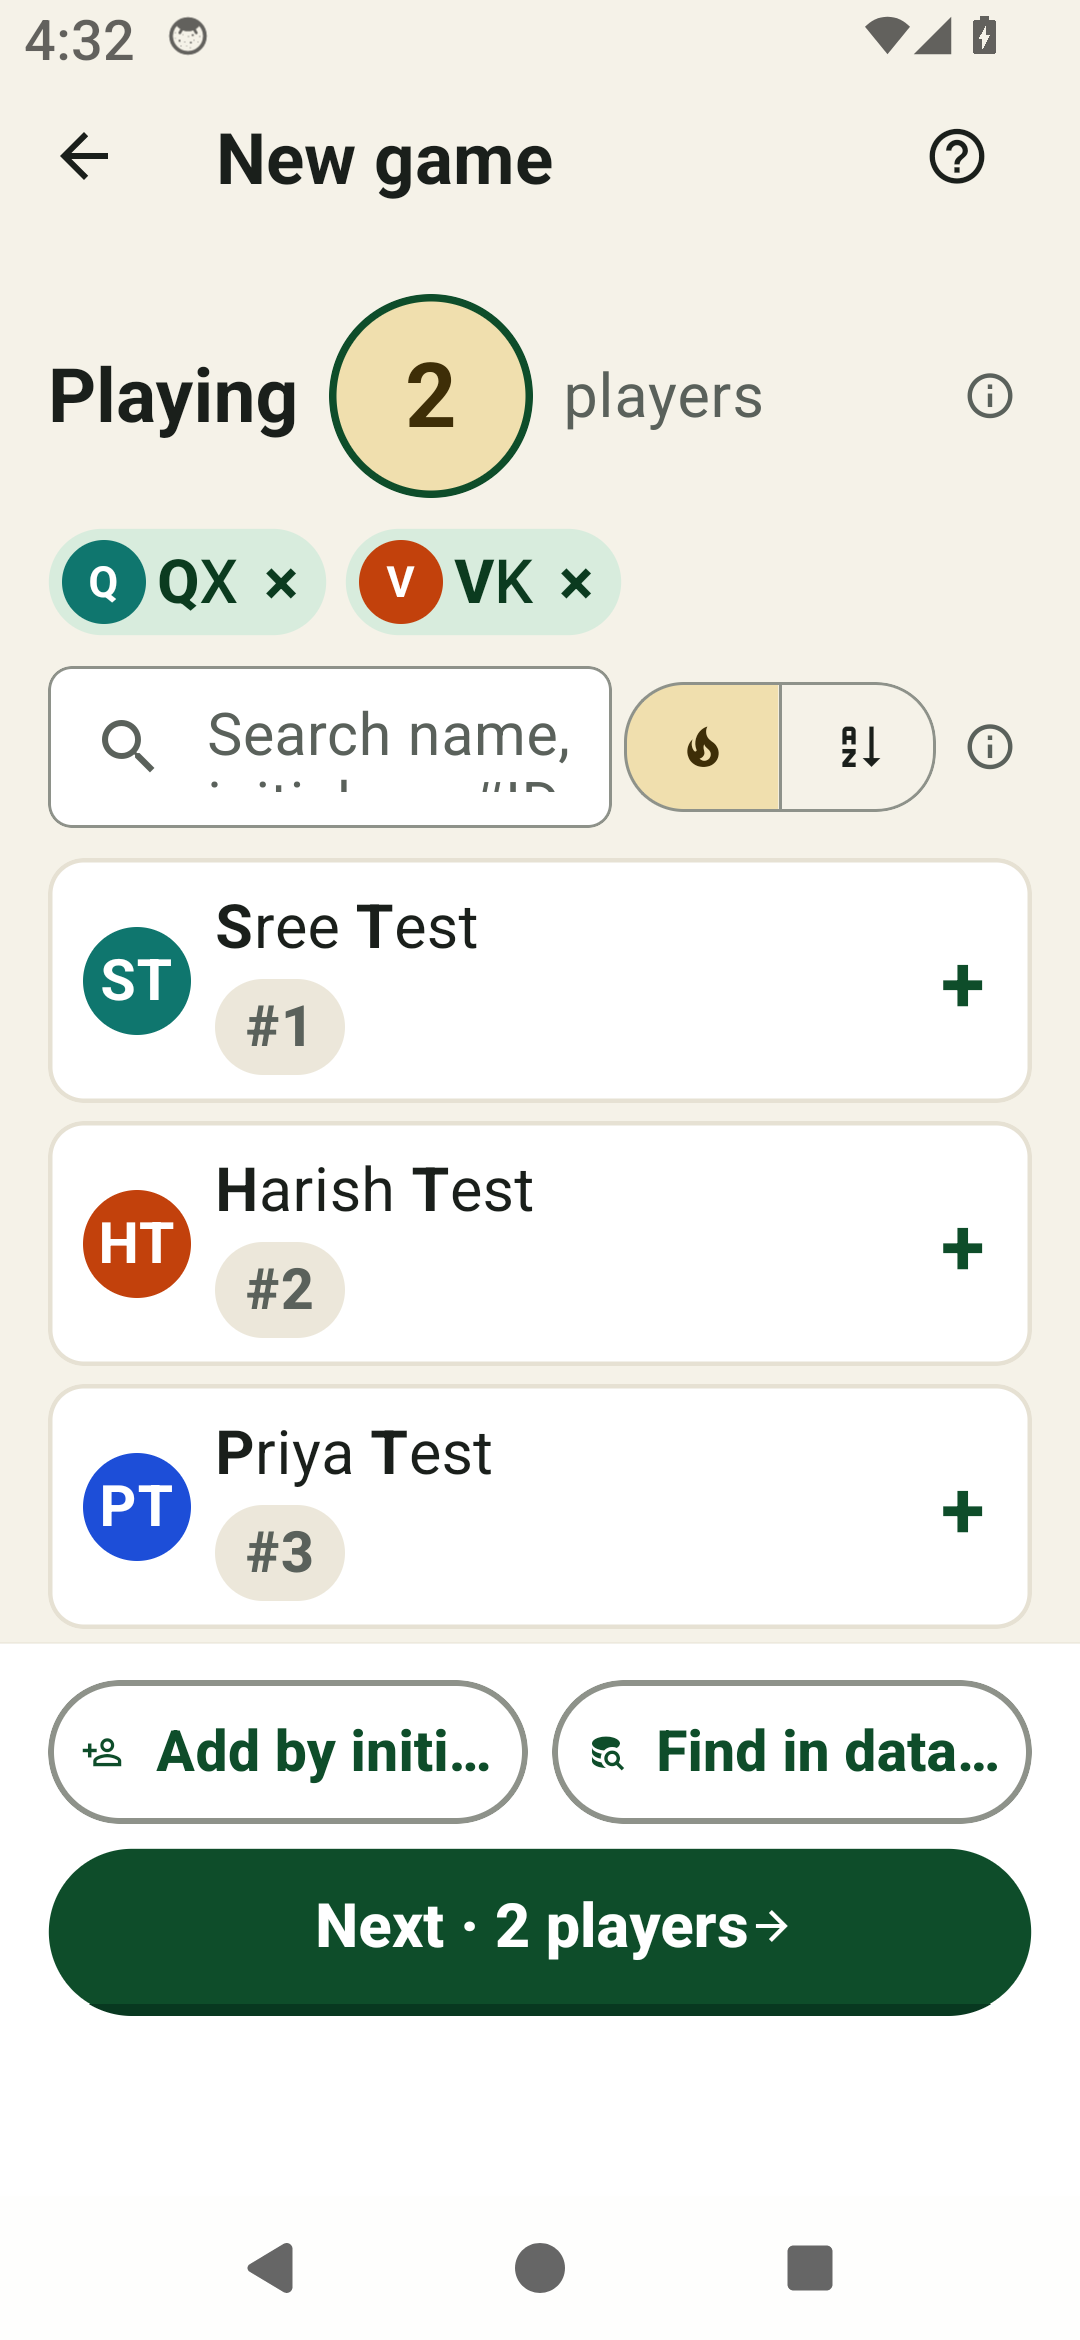 4:32
New game
Playing 2 players
Q QX × V VK ×
Search name,
A
Z
Sree Test
ST
#1
+
Harish Test
HT
#2
+
Priya Test
PT
#3
+
Add by initi...
Find in data...
Next · 2 players→